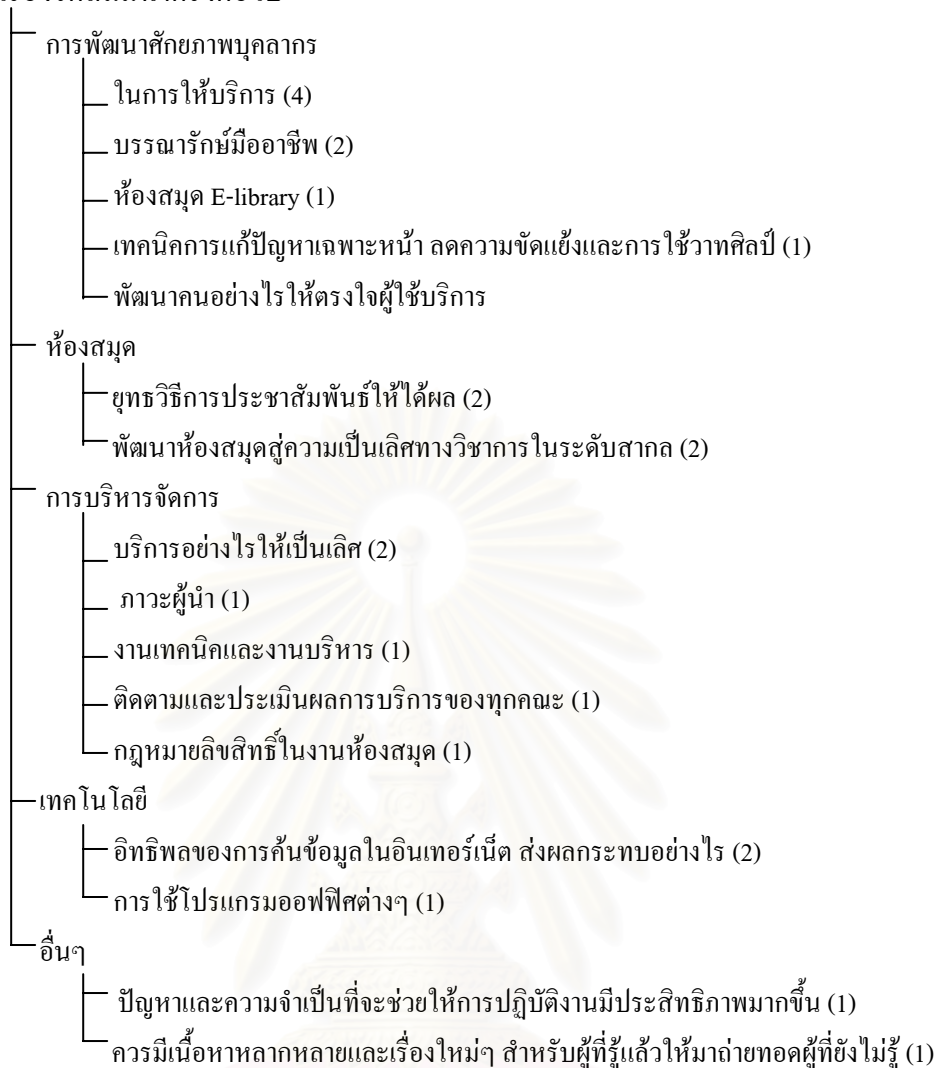 การพัฒนาศักยภาพบุคลากร
ในการให้บริการ (4)
บรรณารักษ์มืออาชีพ (2)
ห้องสมุด E-library (1)
เทคนิคการแก้ปัญหาเฉพาะหน้า ลดความขัดแย้งและการใช้วาทศิลป์ (1)
พัฒนาคนอย่างไรให้ตรงใจผู้ใช้บริการ
ห้องสมุด
ยุทธวิธีการประชาสัมพันธ์ให้ได้ผล (2)
พัฒนาห้องสมุดสู่ความเป็นเลิศทางวิชาการในระดับสากล (2)
การบริหารจัดการ
บริการอย่างไรให้เป็นเลิศ (2)
ภาวะผู้นำ (1)
งานเทคนิคและงานบริหาร (1)
ติดตามและประเมินผลการบริการของทุกคณะ (1)
กฎหมายลิขสิทธิ์ในงานห้องสมุด (1)
เทคโนโลยี
อิทธิพลของการค้นข้อมูลในอินเทอร์เน็ต ส่งผลกระทบอย่างไร (2)
การใช้โปรแกรมออฟฟิศต่างๆ (1)
อื่นๆ
ปัญหาและความจำเป็นที่จะช่วยให้การปฏิบัติงานมีประสิทธิภาพมากขึ้น (1)
ควรมีเนื้อหาหลากหลายและเรื่องใหม่ๆ สำหรับผู้ที่รู้แล้วให้มาถ่ายทอดผู้ที่ยังไม่รู้ (1)